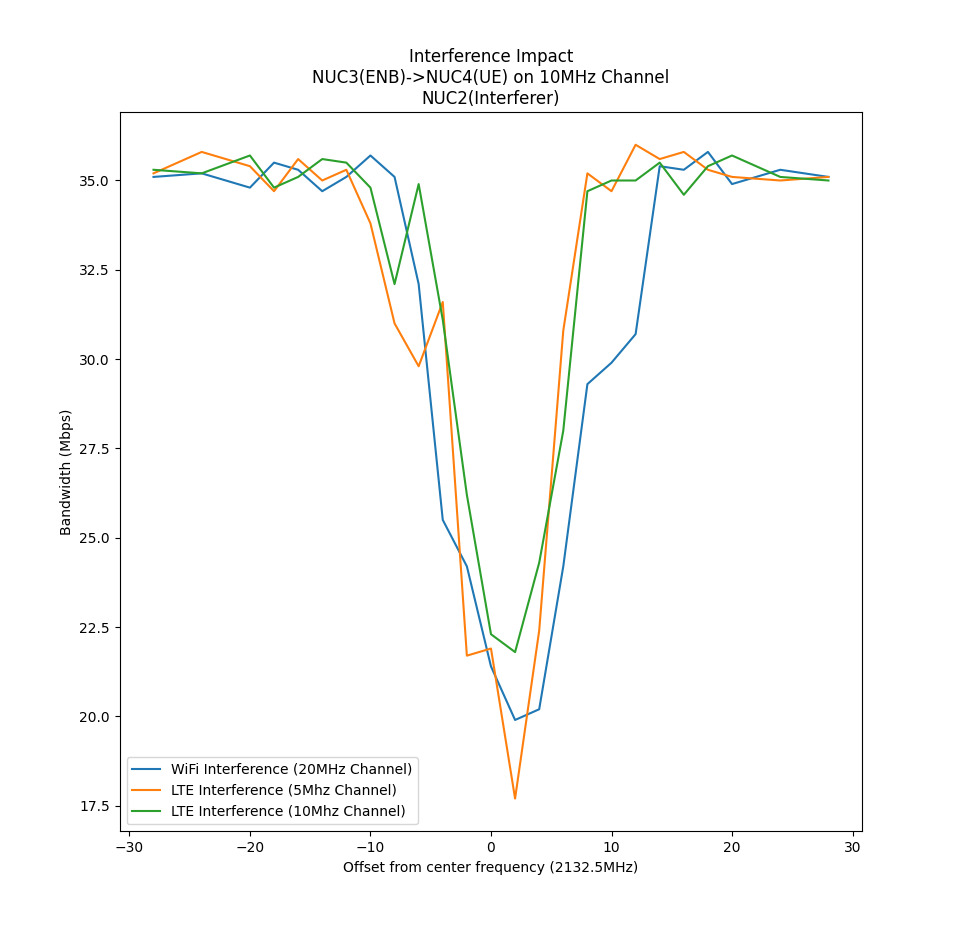 Interference Impact
NUC3(ENB)->NUC4(UE) on 10MHz Channel
NUC2(Interferer)
35.0
32.5
30.0
27.5
25.0
22.5
20.0
17.5
Bandwidth (Mbps)
WiFi Interference (20MHz Channel)
LTE Interference (5Mhz Channel)
LTE Interference (10Mhz Channel)
−30 −20 −10 0 10 20 30
Offset from center frequency (2132.5MHz)